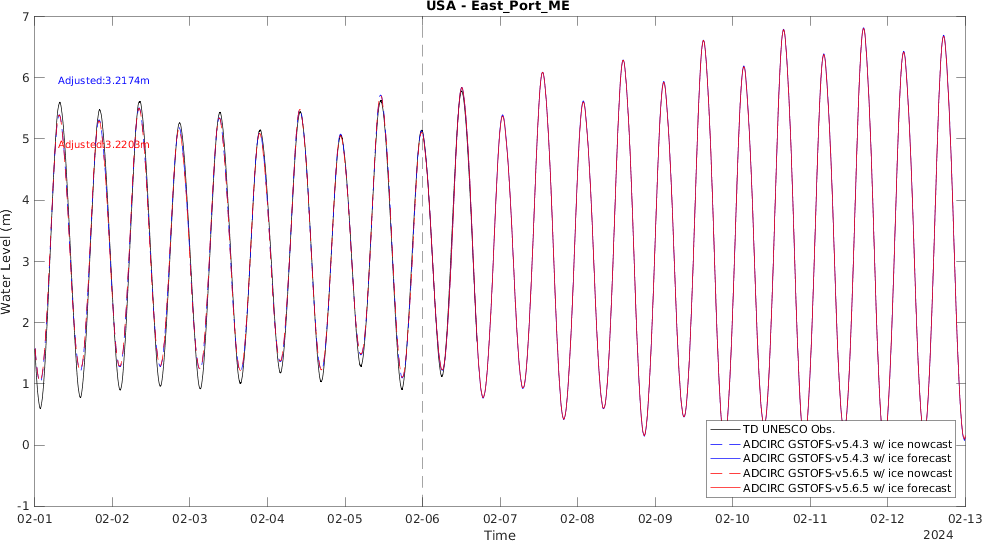 USA - East_Port_ME
7
6
5
4
3
2
1
0
-1
Water Level (m)
Adjusted:3.2174m
Adjusted:3.2203m
TD UNESCO Obs.
ADCIRC GSTOFS-v5.4.3 w/ ice nowcast
ADCIRC GSTOFS-v5.4.3 w/ ice forecast
ADCIRC GSTOFS-v5.6.5 w/ ice nowcast
ADCIRC GSTOFS-v5.6.5 w/ ice forecast
02-01 02-02 02-03 02-04 02-05 02-06 02-07 02-08 02-09 02-10 02-11 02-12 02-13
Time
2024